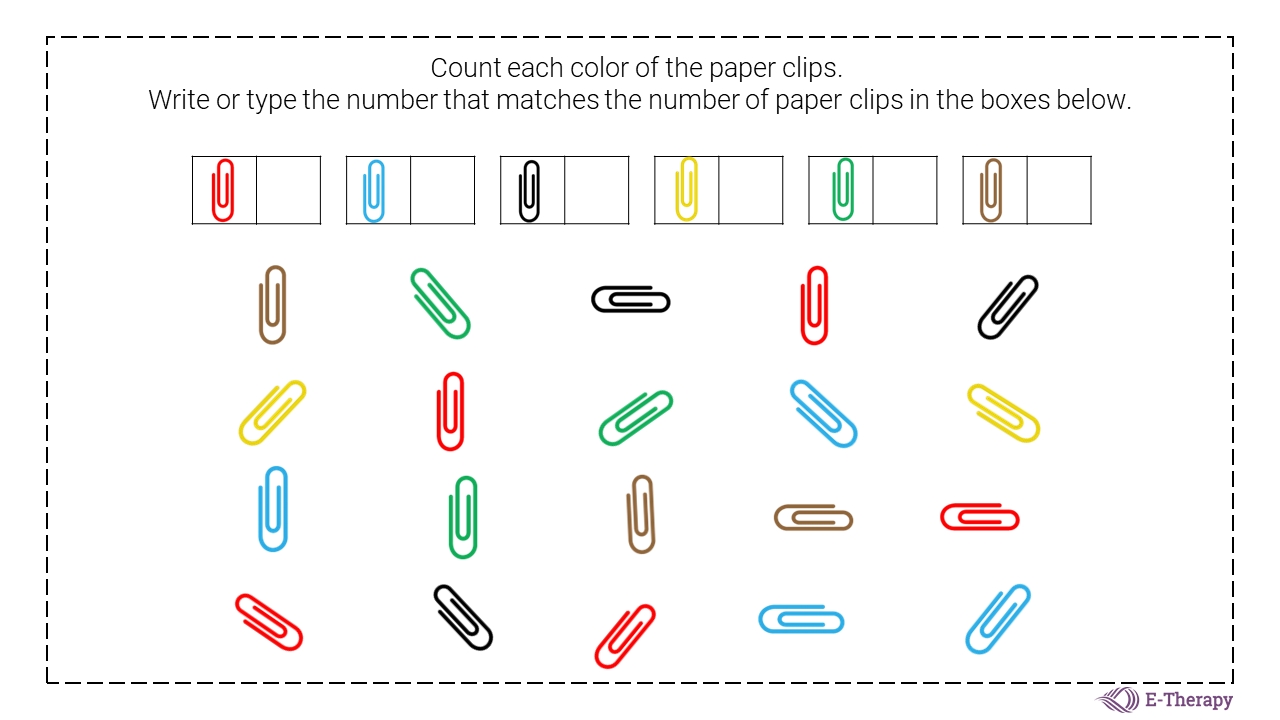 Count each color of the paper clips.
Write or type the number that matches the number of paper clips in the boxes below.
E-Therapy